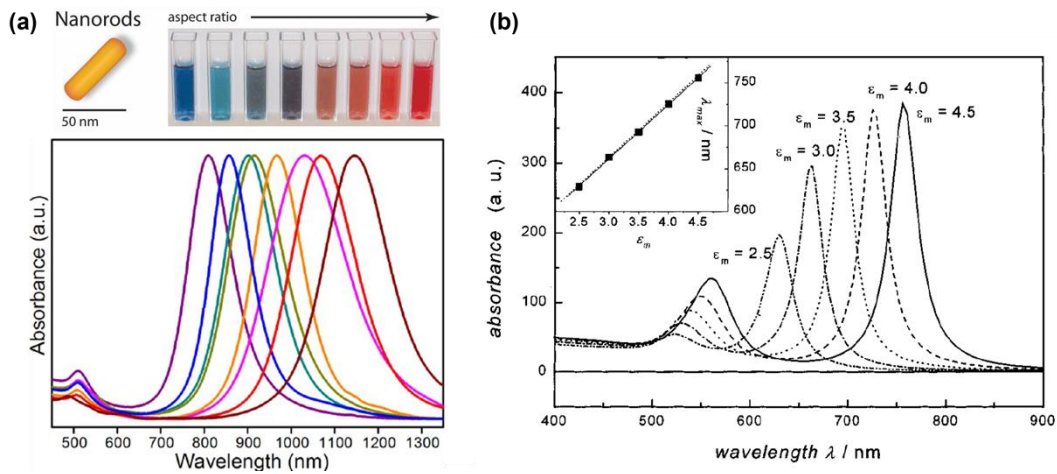 (a)
Nanorods
50 nm
aspect ratio
Absorbance (a.u.)
500 600 700 800 900 1000 1100 1200 1300
Wavelength (nm)
(b)
absorbance (a. u.)
400
300
200
100
0
400 500 600 700 800 900
wavelength λ / nm
εm = 2.5
εm = 3.0
εm = 3.5
εm = 4.0
εm = 4.5
2.5 3.0 3.5 4.0 4.5
εm
750
700
650
600
λmax / nm